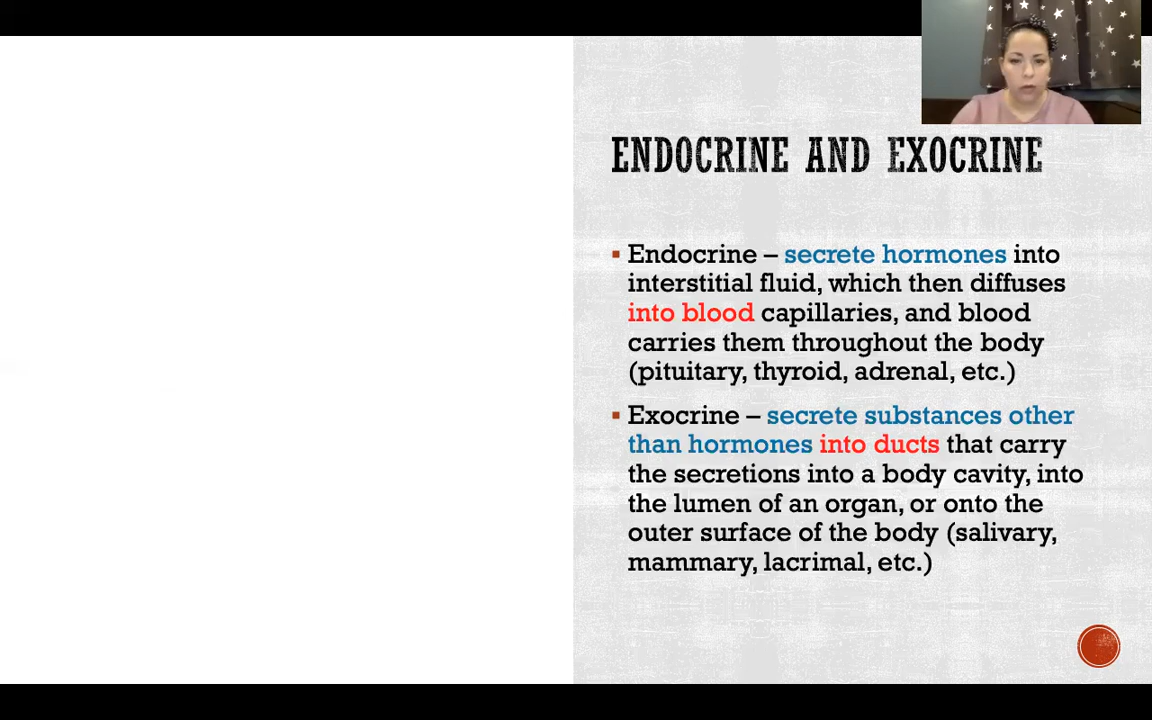 ENDOCRINE AND EXOCRINE
▪ Endocrine – secrete hormones into
interstitial fluid, which then diffuses
into blood capillaries, and blood
carries them throughout the body
(pituitary, thyroid, adrenal, etc.)
▪ Exocrine – secrete substances other
than hormones into ducts that carry
the secretions into a body cavity, into
the lumen of an organ, or onto the
outer surface of the body (salivary,
mammary, lacrimal, etc.)